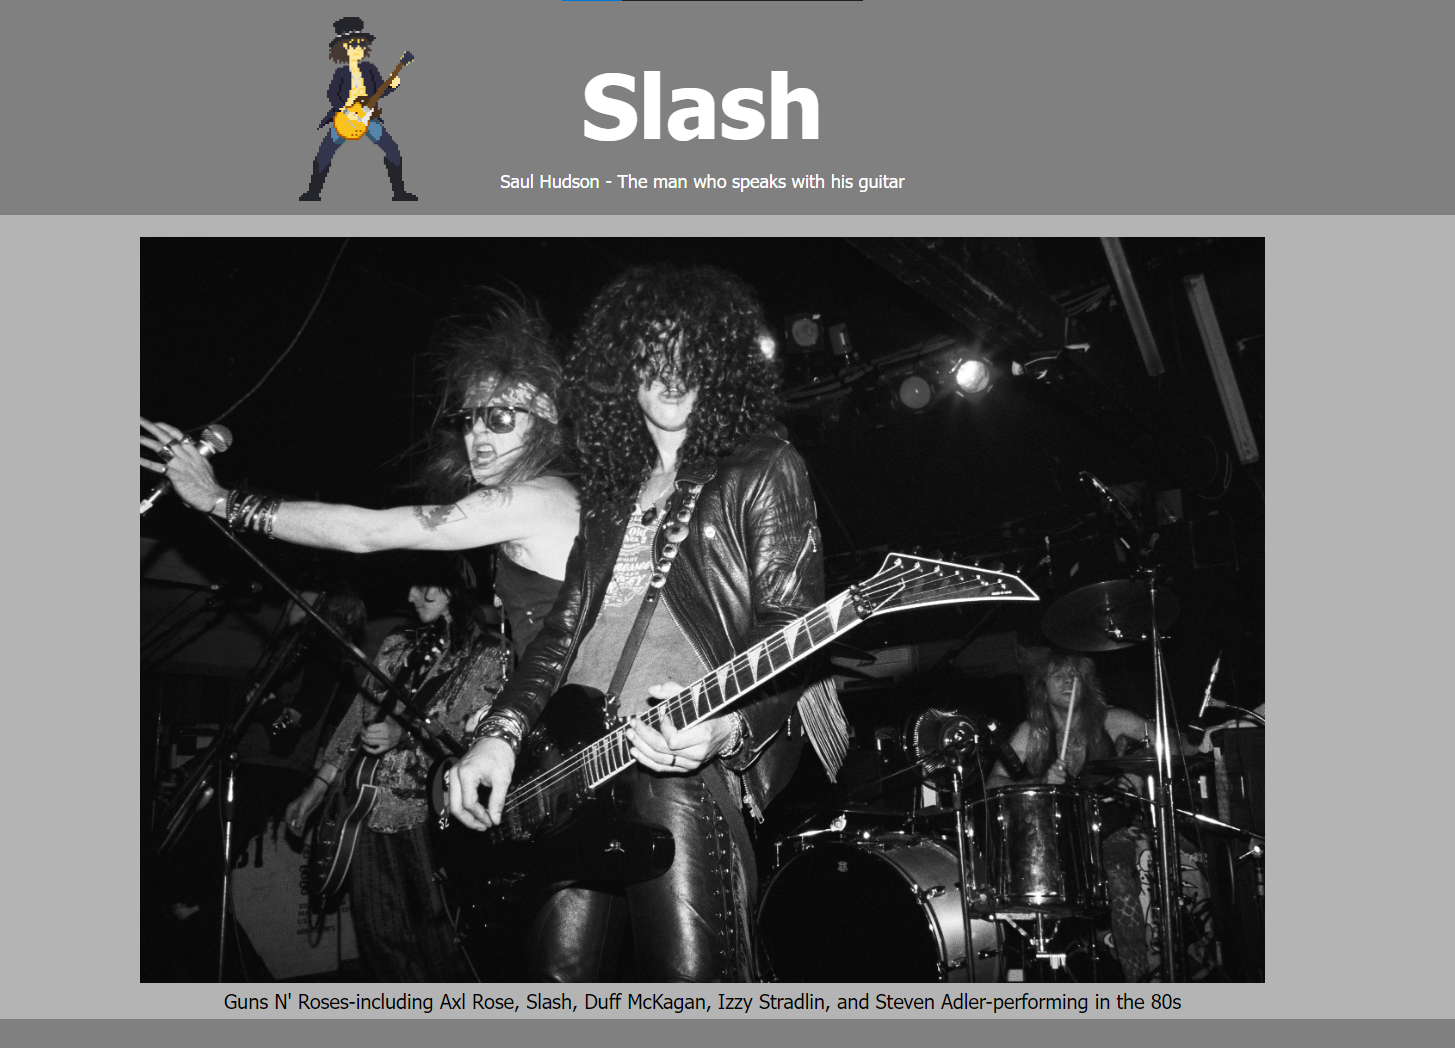 Slash
Saul Hudson - The man who speaks with his guitar
Guns N' Roses-including Axl Rose, Slash, Duff McKagan, Izzy Stradlin, and Steven Adler-performing in the 80s